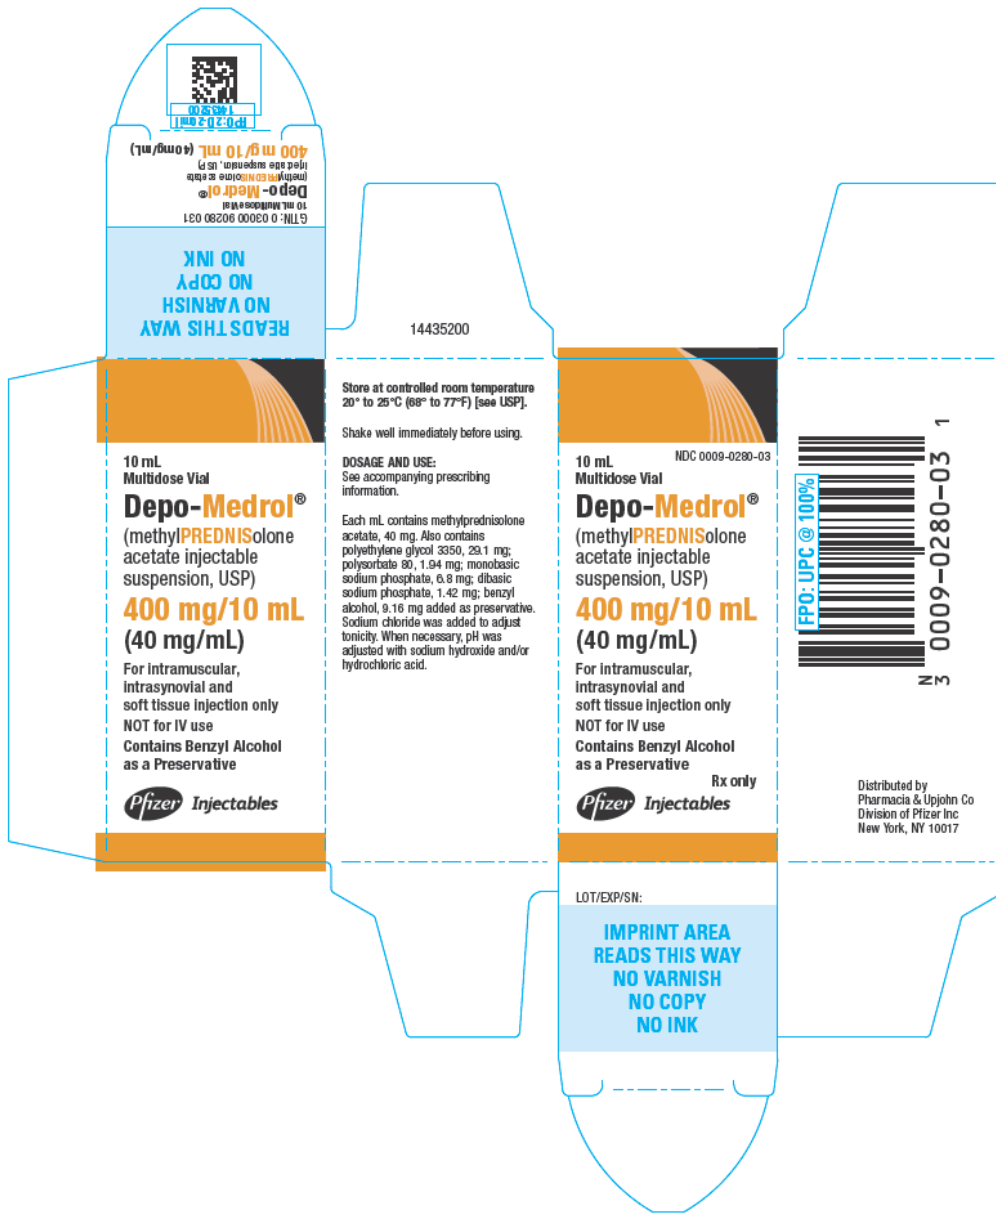 GTIN: 0 03000 90280 031
10 mL Multidose Vial
Depo-Medrol®
(methylPREDNISolone acetate
injectable suspension, USP)
400 mg/10 mL (40 mg/mL)
FPO: 2D-20mil
14435200
READS THIS WAY
NO VARNISH
NO COPY
NO INK
10 mL
Multidose Vial
Depo-Medrol®
(methylPREDNISolone
acetate injectable
suspension, USP)
400 mg/10 mL
(40 mg/mL)
For intramuscular,
intrasynovial and
soft tissue injection only
NOT for IV use
Contains Benzyl Alcohol
as a Preservative
Pfizer Injectables
14435200
Store at controlled room temperature
20° to 25°C (68° to 77°F) [see USP].
Shake well immediately before using.
DOSAGE AND USE:
See accompanying prescribing
information.
Each mL contains methylprednisolone
acetate, 40 mg. Also contains
polyethylene glycol 3350, 29.1 mg;
polysorbate 80, 1.94 mg; monobasic
sodium phosphate, 6.8 mg; dibasic
sodium phosphate, 1.42 mg; benzyl
alcohol, 9.16 mg added as preservative.
Sodium chloride was added to adjust
tonicity. When necessary, pH was
adjusted with sodium hydroxide and/or
hydrochloric acid.
NDC 0009-0280-03
10 mL
Multidose Vial
Depo-Medrol®
(methylPREDNISolone
acetate injectable
suspension, USP)
400 mg/10 mL
(40 mg/mL)
For intramuscular,
intrasynovial and
soft tissue injection only
NOT for IV use
Contains Benzyl Alcohol
as a Preservative
Rx only
Pfizer Injectables
LOT/EXP/SN:
IMPRINT AREA
READS THIS WAY
NO VARNISH
NO COPY
NO INK
FPO: UPC @ 100%
N
3 0009-0280-03 1
Distributed by
Pharmacia & Upjohn Co
Division of Pfizer Inc
New York, NY 10017